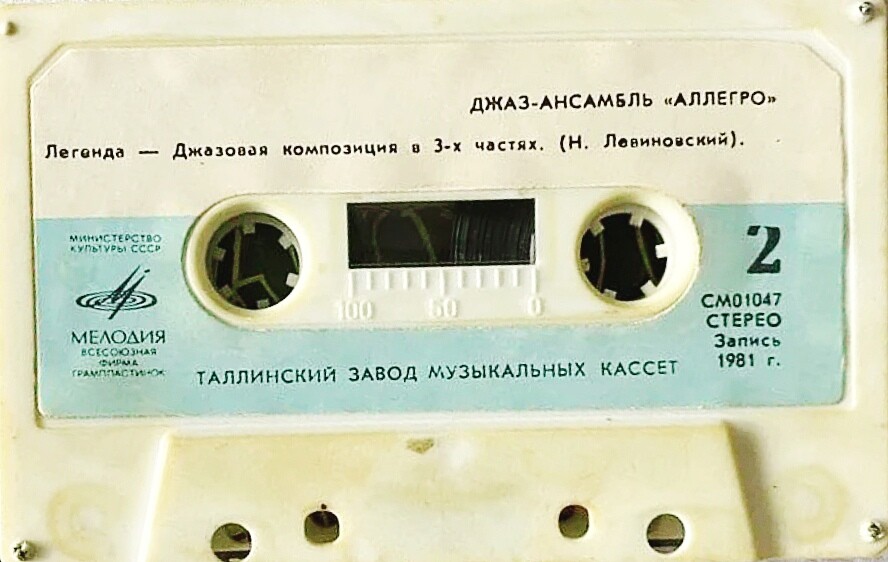 ДЖАЗ-АНСАМБЛЬ «АЛЛЕГРО»
Легенда — Джазовая композиция в 3-х частях. (Н. Левиновский).
МИНИСТЕРСТВО
КУЛЬТУРЫ СССР
МЕЛОДИЯ
ВСЕСОЮЗНАЯ
ФИРМА
ГРАМПЛАСТИНОК
100 50 0
2
СМ01047
СТЕРЕО
Запись
1981 г.
ТАЛЛИНСКИЙ ЗАВОД МУЗЫКАЛЬНЫХ КАССЕТ